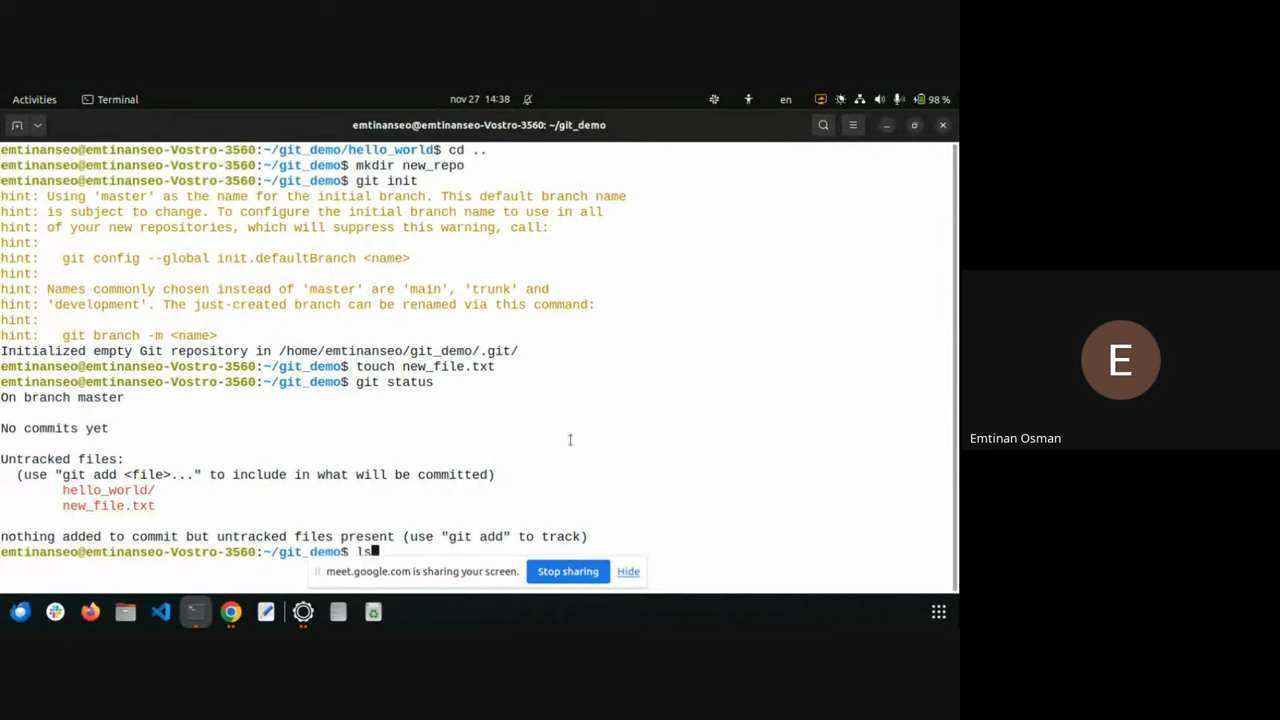 Activities
Terminal
nov 27 14:38
en
98 %
emtinanseo@emtinanseo-Vostro-3560: ~/git_demo
emtinanseo@emtinanseo-Vostro-3560:~/git_demo/hello_world$ cd ..
emtinanseo@emtinanseo-Vostro-3560:~/git_demo$ mkdir new_repo
emtinanseo@emtinanseo-Vostro-3560:~/git_demo$ git init
hint: Using 'master' as the name for the initial branch. This default branch name
hint: is subject to change. To configure the initial branch name to use in all
hint: of your new repositories, which will suppress this warning, call:
hint:
hint:   git config --global init.defaultBranch <name>
hint:
hint: Names commonly chosen instead of 'master' are 'main', 'trunk' and
hint: 'development'. The just-created branch can be renamed via this command:
hint:
hint:   git branch -m <name>
Initialized empty Git repository in /home/emtinanseo/git_demo/.git/
emtinanseo@emtinanseo-Vostro-3560:~/git_demo$ touch new_file.txt
emtinanseo@emtinanseo-Vostro-3560:~/git_demo$ git status
On branch master
No commits yet
Untracked files:
(use "git add <file>..." to include in what will be committed)
hello_world/
new_file.txt
nothing added to commit but untracked files present (use "git add" to track)
emtinanseo@emtinanseo-Vostro-3560:~/git_demo$ ls
meet.google.com is sharing your screen.
Stop sharing
Hide
E
Emtinan Osman